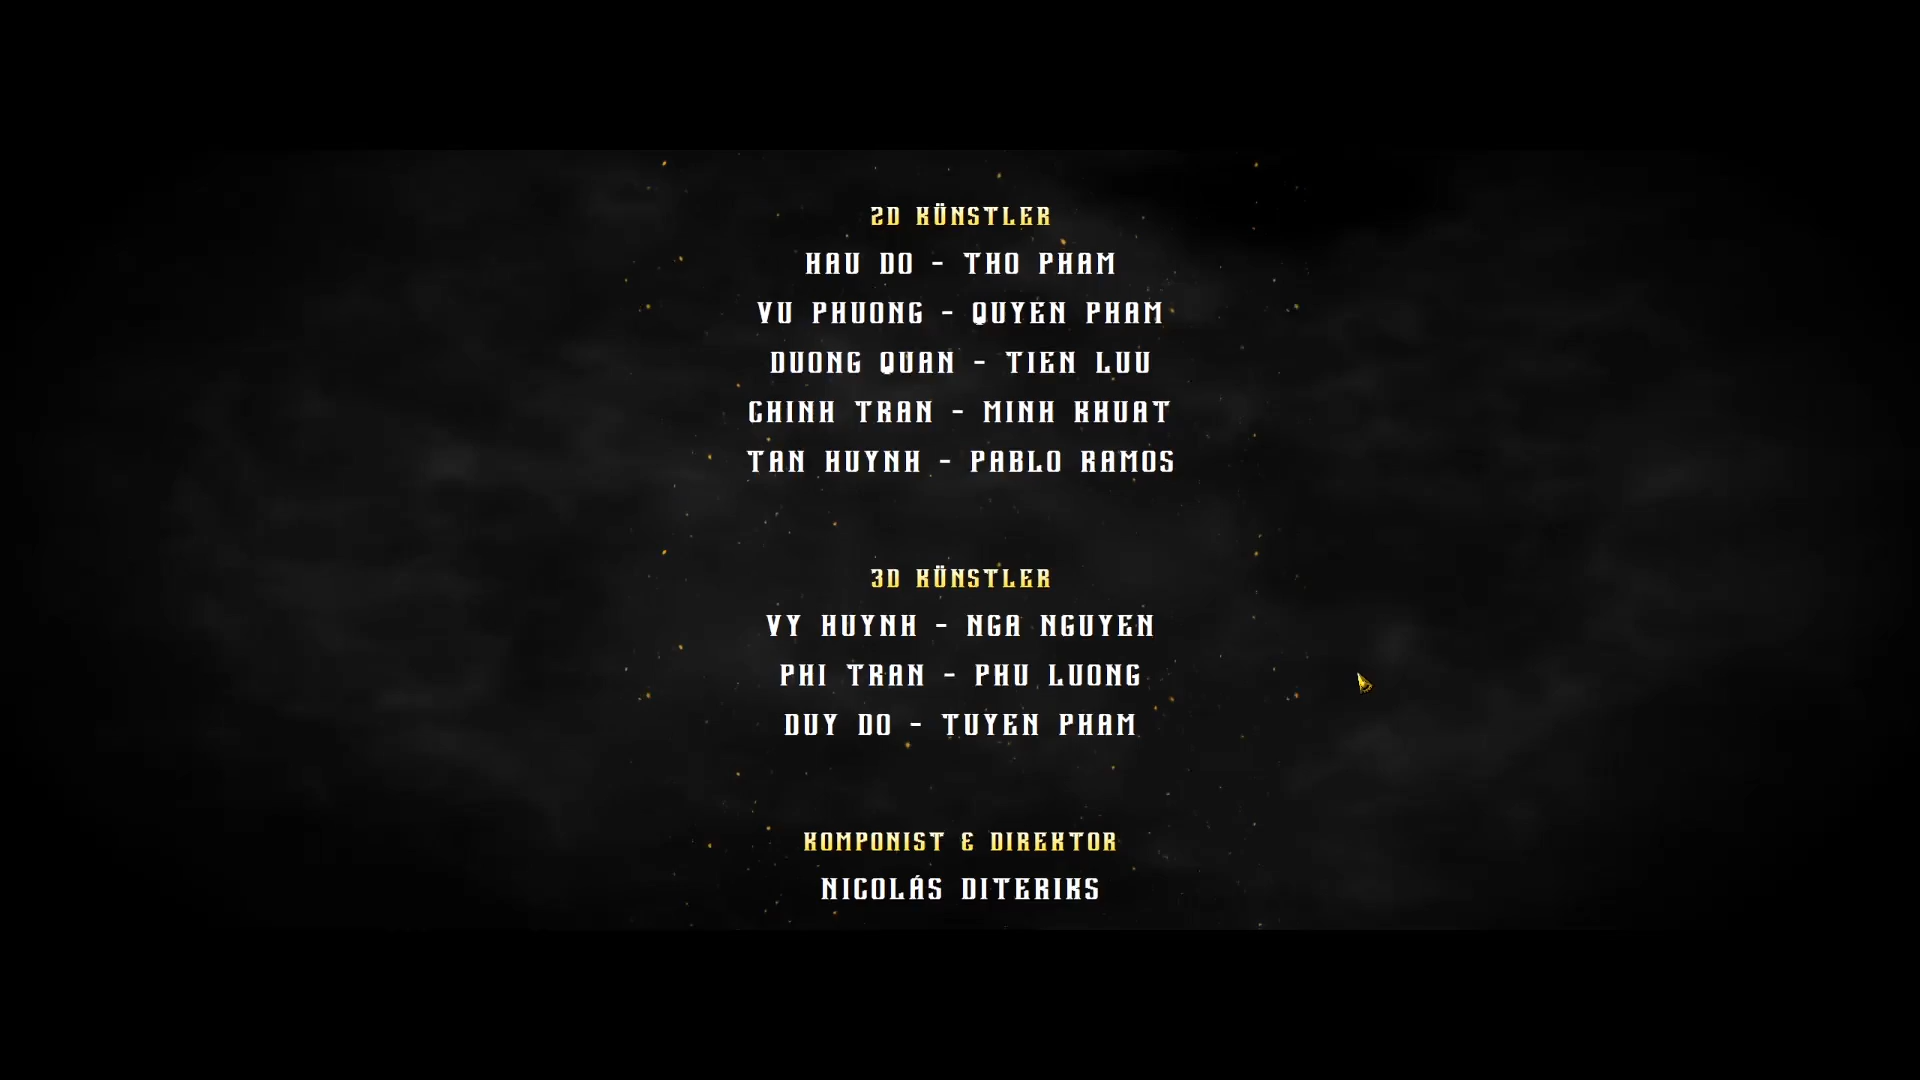 2D KÜNSTLER
HAU DO - THO PHAM
VU PHUONG - QUYEN PHAM
DUONG QUAN - TIEN LUU
CHINH TRAN - MINH KHUAT
TAN HUYNH - PABLO RAMOS
3D KÜNSTLER
VY HUYNH - NGA NGUYEN
PHI TRAN - PHU LUONG
DUY DO - TUYEN PHAM
KOMPONIST & DIREKTOR
NICOLÁS DITERIKS